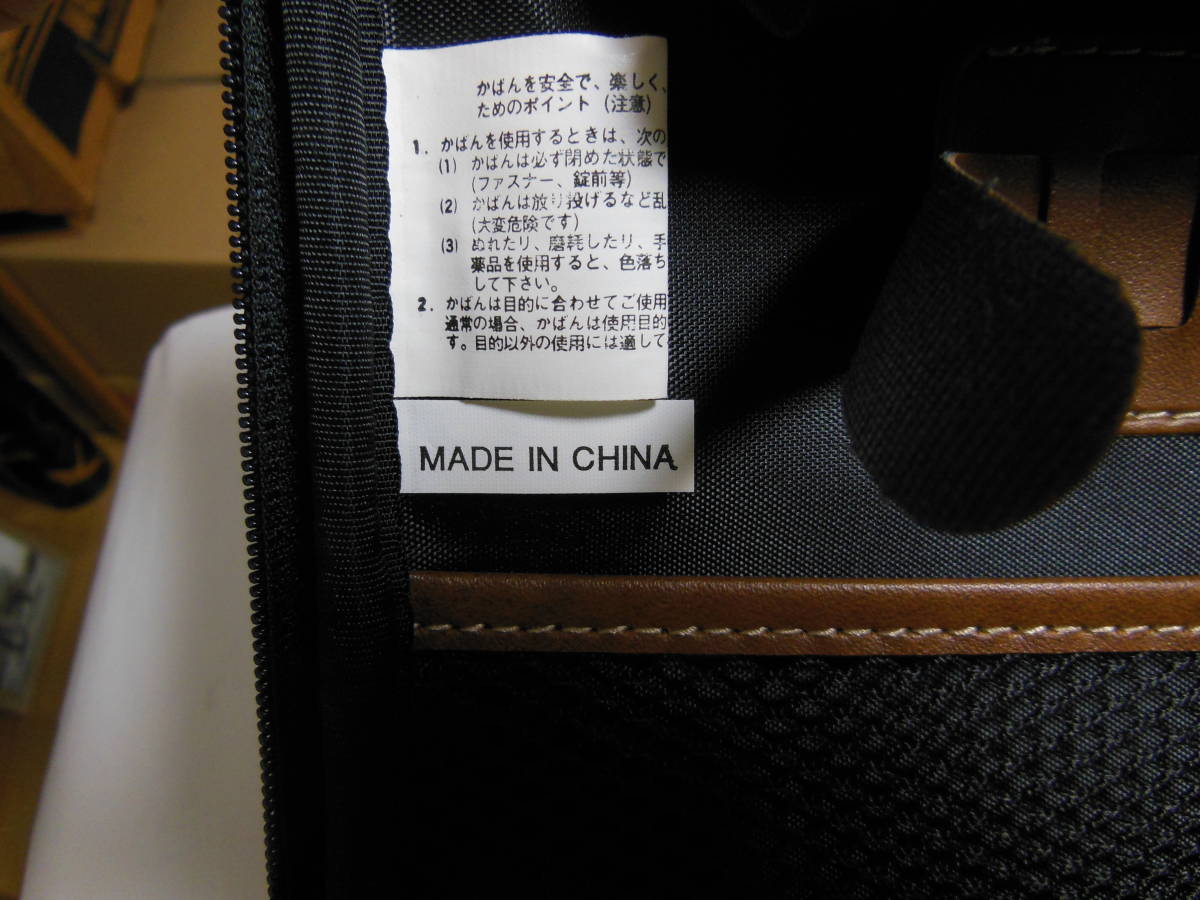 かばんを安全で、楽しく、
ためのポイント (注意)
1. かばんを使用するときは、次の
(1) かばんは必ず閉めた状態で
(ファスナー、錠前等)
(2) かばんは放り投げるなど乱
(大変危険です)
(3) ぬれたり、磨耗したり、手
薬品を使用すると、色落ち
して下さい。
2. かばんは目的に合わせてご使用
通常の場合、かばんは使用目的
す。目的以外の使用には適して
MADE IN CHINA